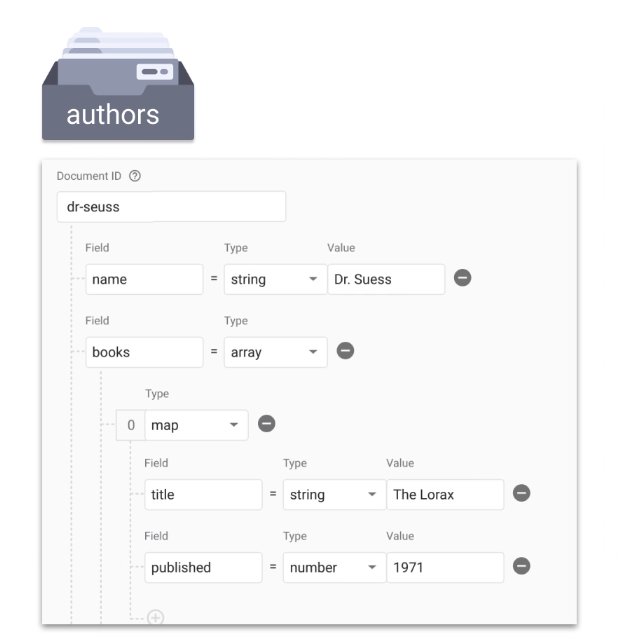 authors
Document ID ?
dr-seuss
Field Type Value
name = string Dr. Suess
Field Type
books = array
Type
0 map
Field Type Value
title = string The Lorax
Field Type Value
published = number 1971